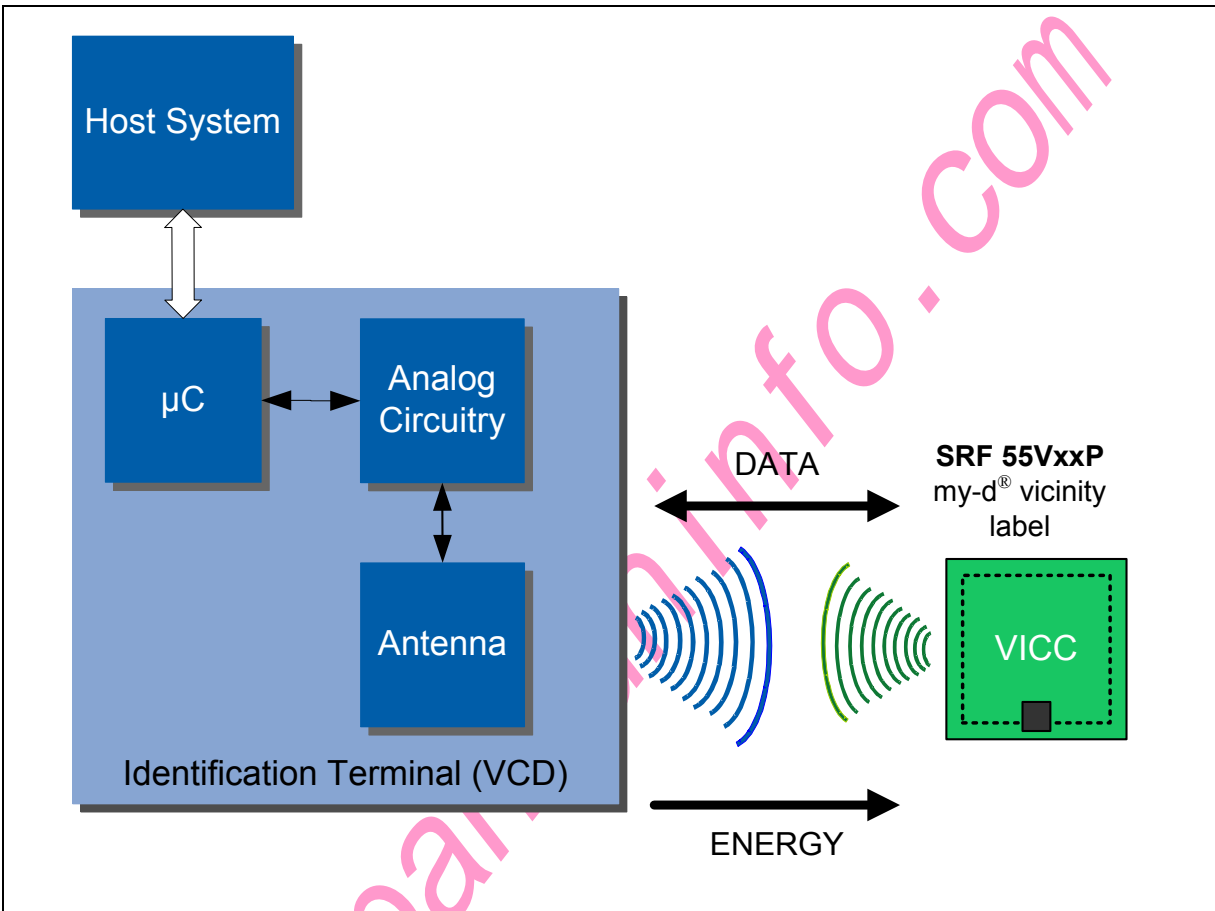 Host System
µC
Analog
Circuitry
Antenna
Identification Terminal (VCD)
DATA
ENERGY
SRF 55VxxP
my-d® vicinity
label
VICC